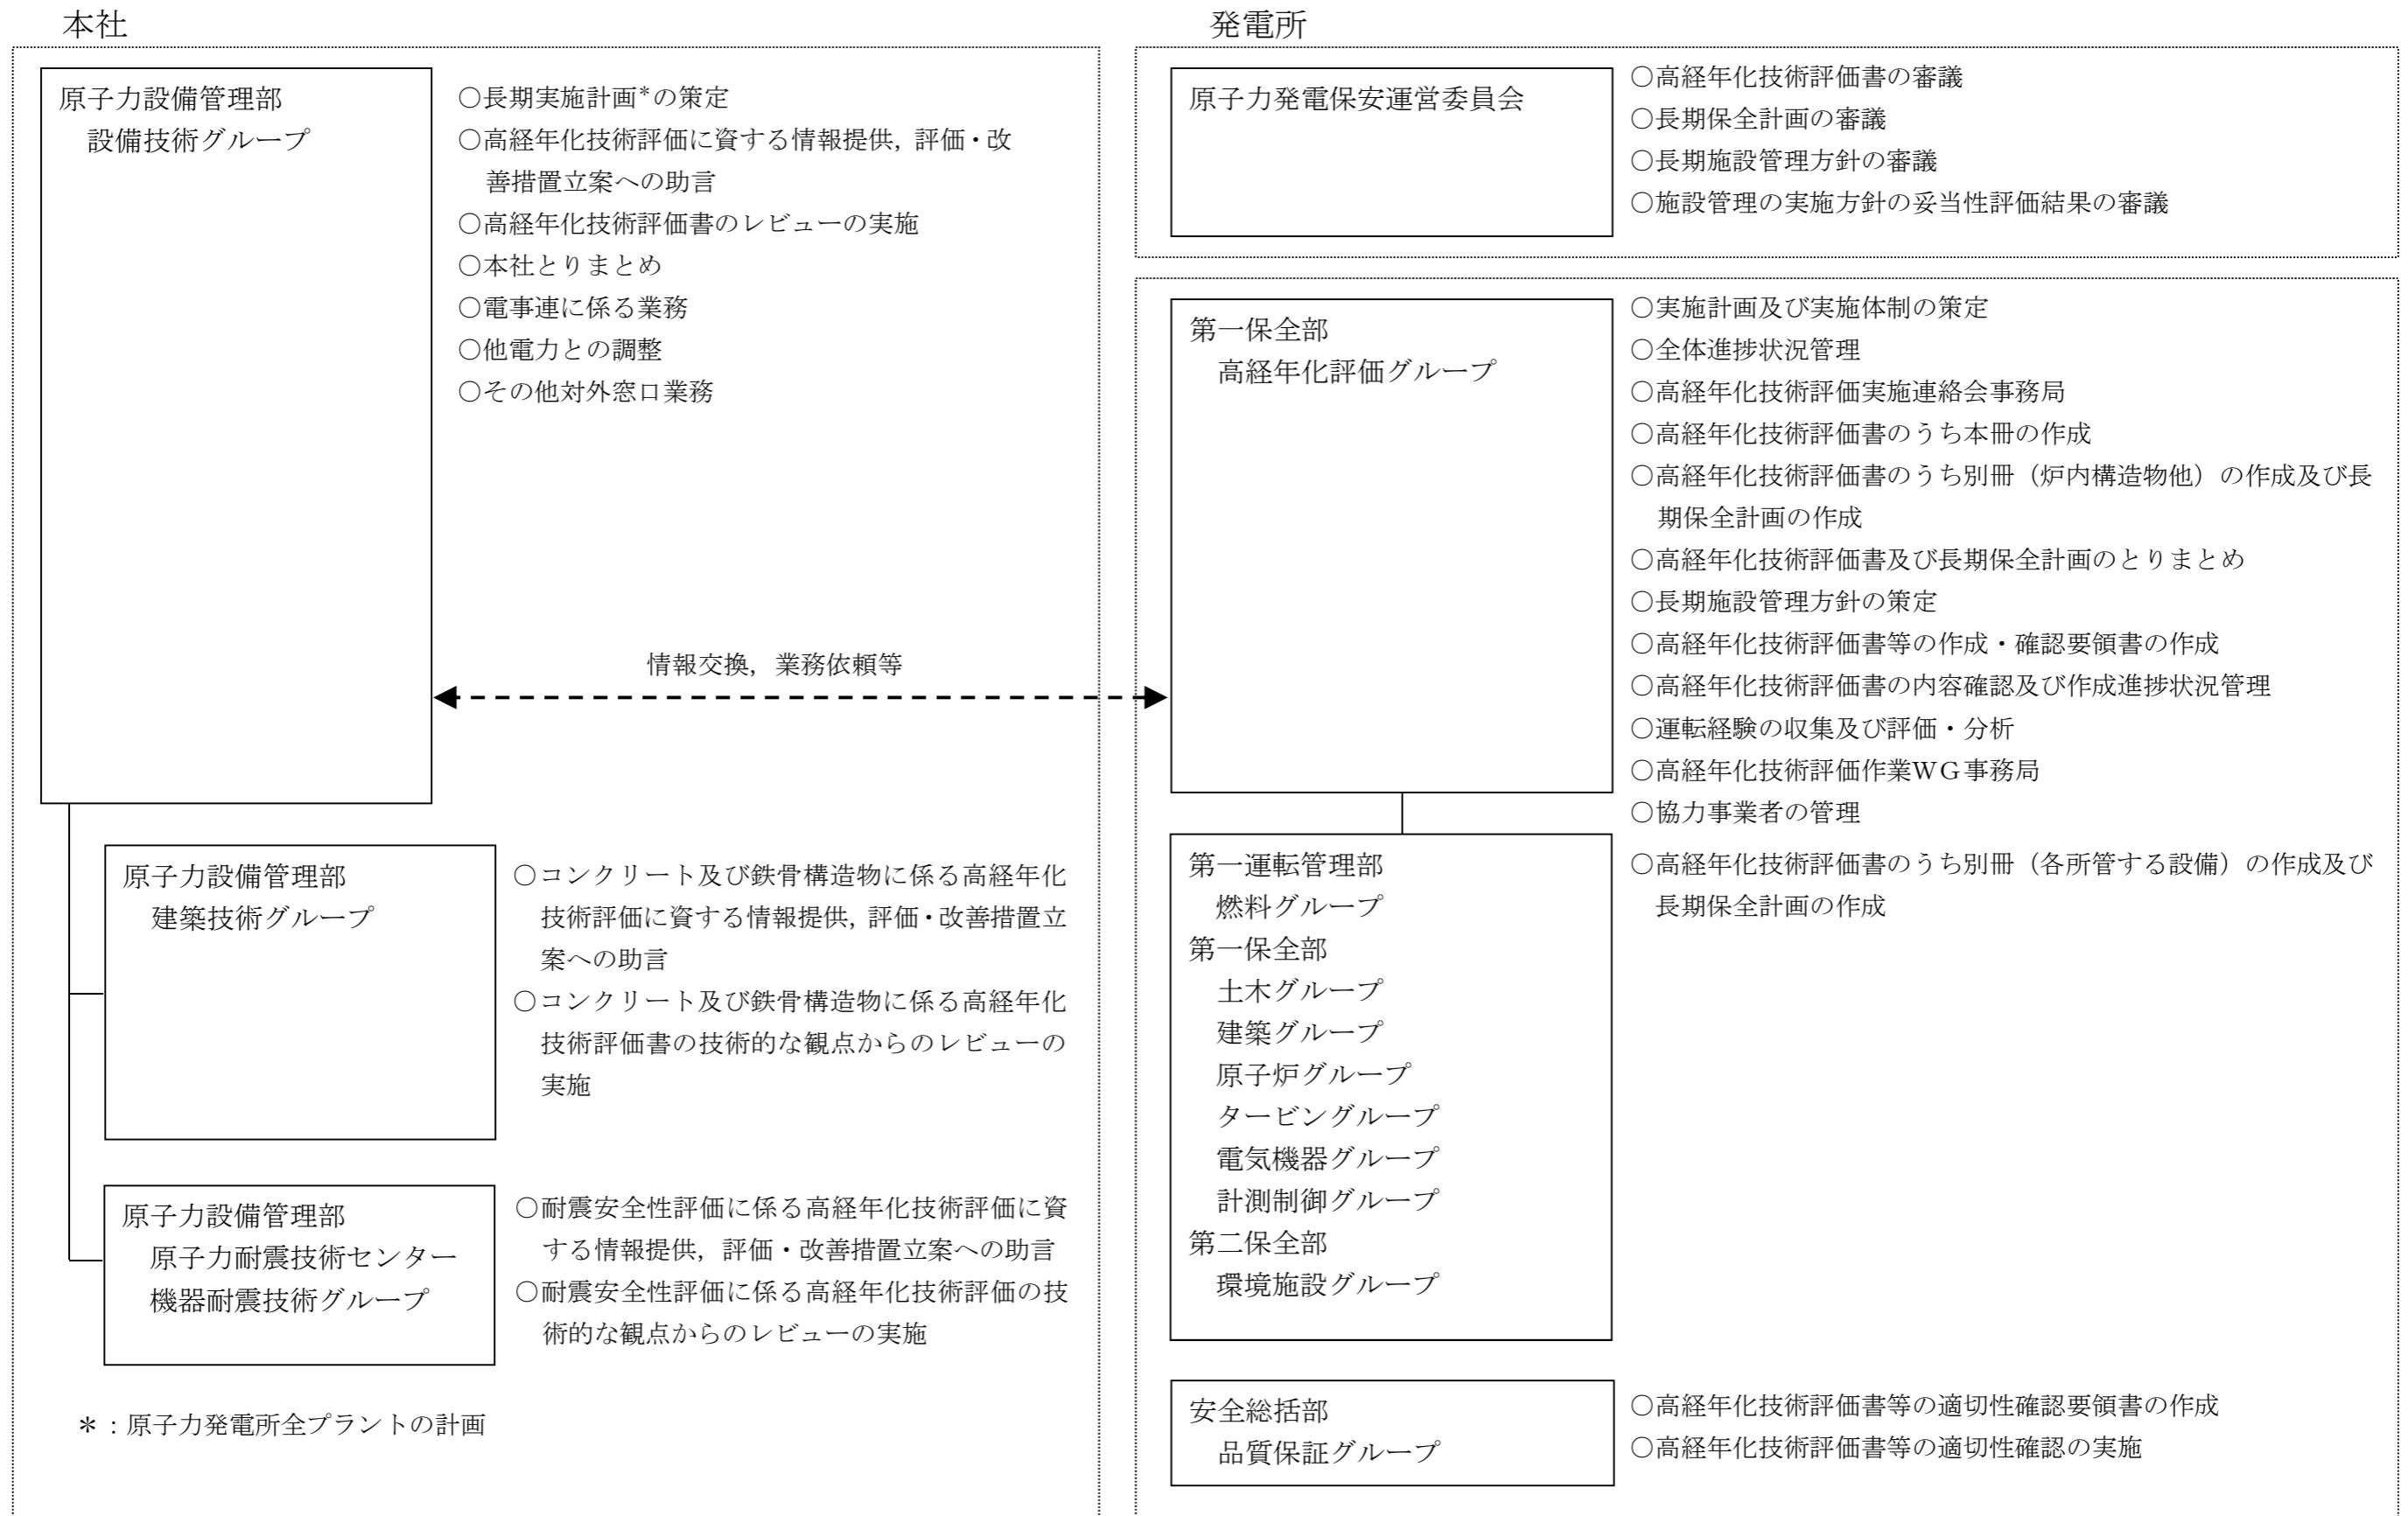 本社
原子力設備管理部
設備技術グループ
○長期実施計画*の策定
○高経年化技術評価に資する情報提供，評価・改
善措置立案への助言
○高経年化技術評価書のレビューの実施
○本社とりまとめ
○電事連に係る業務
○他電力との調整
○その他対外窓口業務
情報交換，業務依頼等
原子力設備管理部
建築技術グループ
○コンクリート及び鉄骨構造物に係る高経年化
技術評価に資する情報提供，評価・改善措置立
案への助言
○コンクリート及び鉄骨構造物に係る高経年化
技術評価書の技術的な観点からのレビューの
実施
原子力設備管理部
原子力耐震技術センター
機器耐震技術グループ
○耐震安全性評価に係る高経年化技術評価に資
する情報提供，評価・改善措置立案への助言
○耐震安全性評価に係る高経年化技術評価の技
術的な観点からのレビューの実施
＊：原子力発電所全プラントの計画
発電所
原子力発電保安運営委員会
○高経年化技術評価書の審議
○長期保全計画の審議
○長期施設管理方針の審議
○施設管理の実施方針の妥当性評価結果の審議
第一保全部
高経年化評価グループ
○実施計画及び実施体制の策定
○全体進捗状況管理
○高経年化技術評価実施連絡会事務局
○高経年化技術評価書のうち本冊の作成
○高経年化技術評価書のうち別冊（炉内構造物他）の作成及び長
期保全計画の作成
○高経年化技術評価書及び長期保全計画のとりまとめ
○長期施設管理方針の策定
○高経年化技術評価書等の作成・確認要領書の作成
○高経年化技術評価書の内容確認及び作成進捗状況管理
○運転経験の収集及び評価・分析
○高経年化技術評価作業ＷＧ事務局
○協力事業者の管理
第一運転管理部
燃料グループ
第一保全部
土木グループ
建築グループ
原子炉グループ
タービングループ
電気機器グループ
計測制御グループ
第二保全部
環境施設グループ
○高経年化技術評価書のうち別冊（各所管する設備）の作成及び
長期保全計画の作成
安全総括部
品質保証グループ
○高経年化技術評価書等の適切性確認要領書の作成
○高経年化技術評価書等の適切性確認の実施